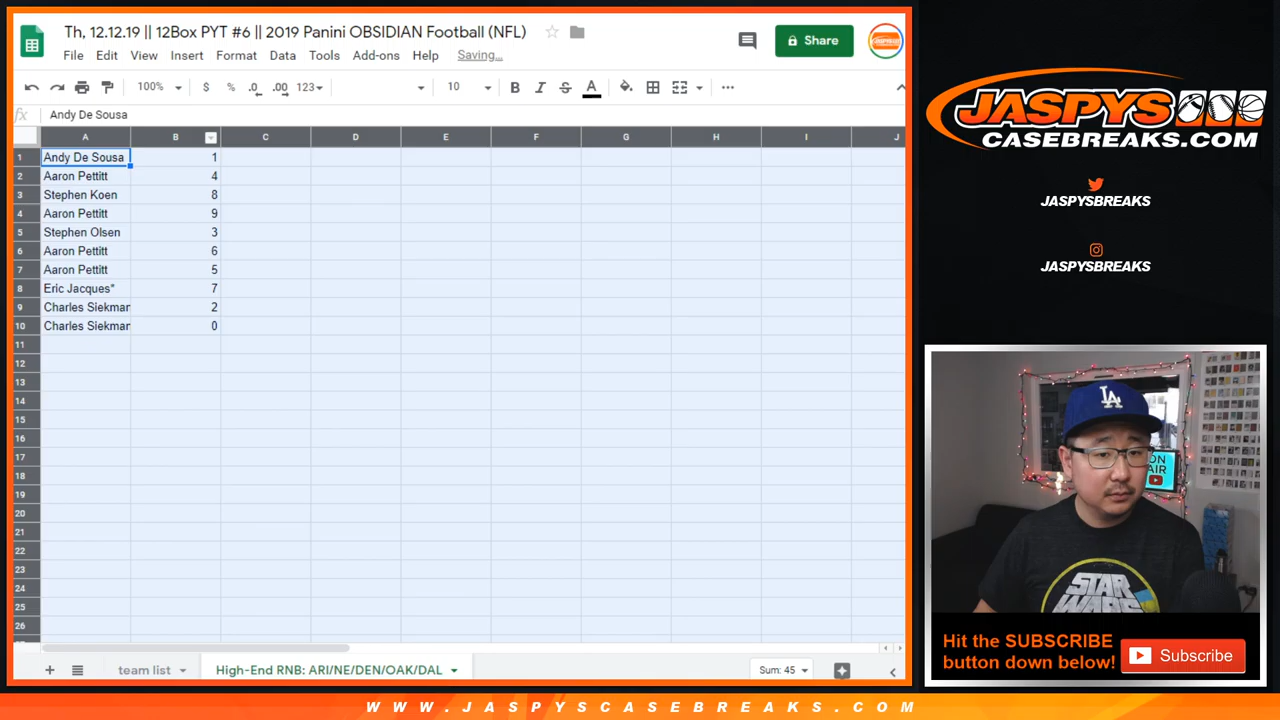 Th, 12.12.19 || 12Box PYT #6 || 2019 Panini OBSIDIAN Football (NFL)
File Edit View Insert Format Data Tools Add-ons Help Saving...
Share
100% $ % .0 .00 123 10 B I S A
fx Andy De Sousa
A B C D E F G H I J
1 Andy De Sousa 1
2 Aaron Pettitt 4
3 Stephen Koen 8
4 Aaron Pettitt 9
5 Stephen Olsen 3
6 Aaron Pettitt 6
7 Aaron Pettitt 5
8 Eric Jacques* 7
9 Charles Siekmar 2
10 Charles Siekmar 0
11
12
13
14
15
16
17
18
19
20
21
22
23
24
25
26
team list
High-End RNB: ARI/NE/DEN/OAK/DAL
Sum: 45
JASPYS
CASEBREAKS.COM
JASPYSBREAKS
JASPYSBREAKS
LA
ON
AIR
STAR
WARS
Hit the SUBSCRIBE
button down below!
Subscribe
WWW.JASPYSCASEBREAKS.COM